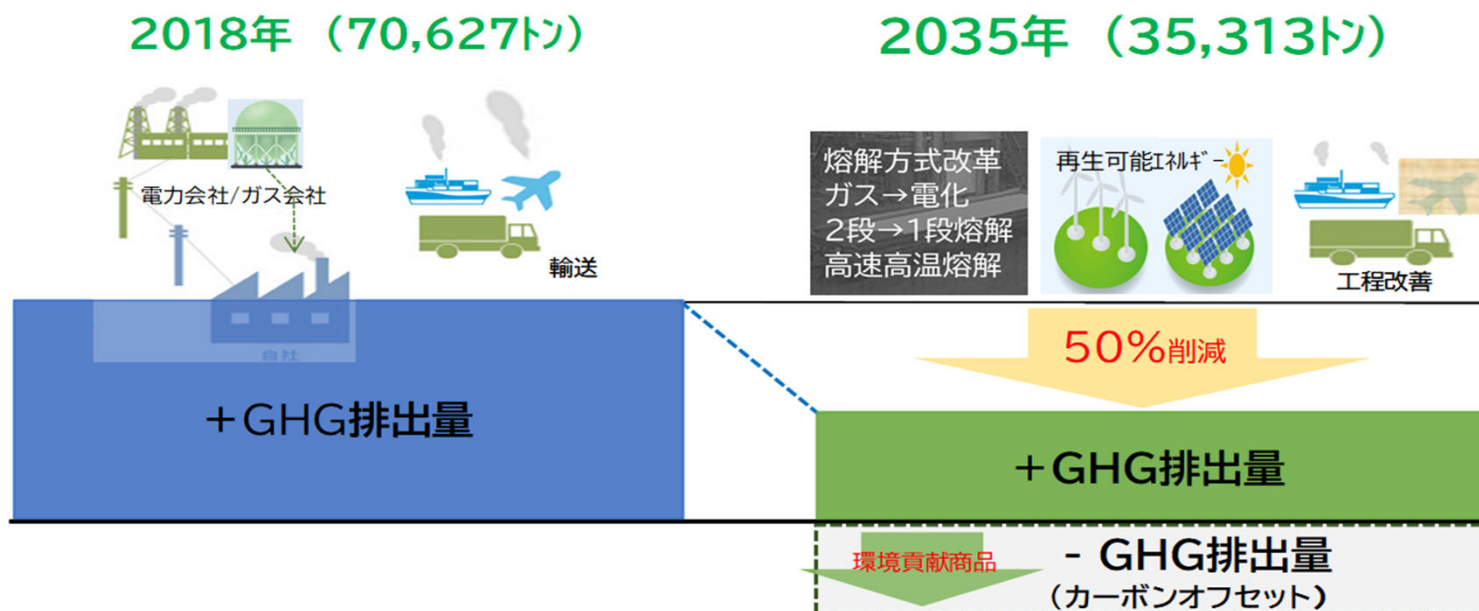 2018年 (70,627トン)
2035年 (35,313トン)
電力会社/ガス会社
輸送
自社
熔解方式改革
ガス→電化
2段→1段熔解
高速高温熔解
再生可能エネルギー
工程改善
50%削減
+GHG排出量
+GHG排出量
環境貢献商品
- GHG排出量
(カーボンオフセット)